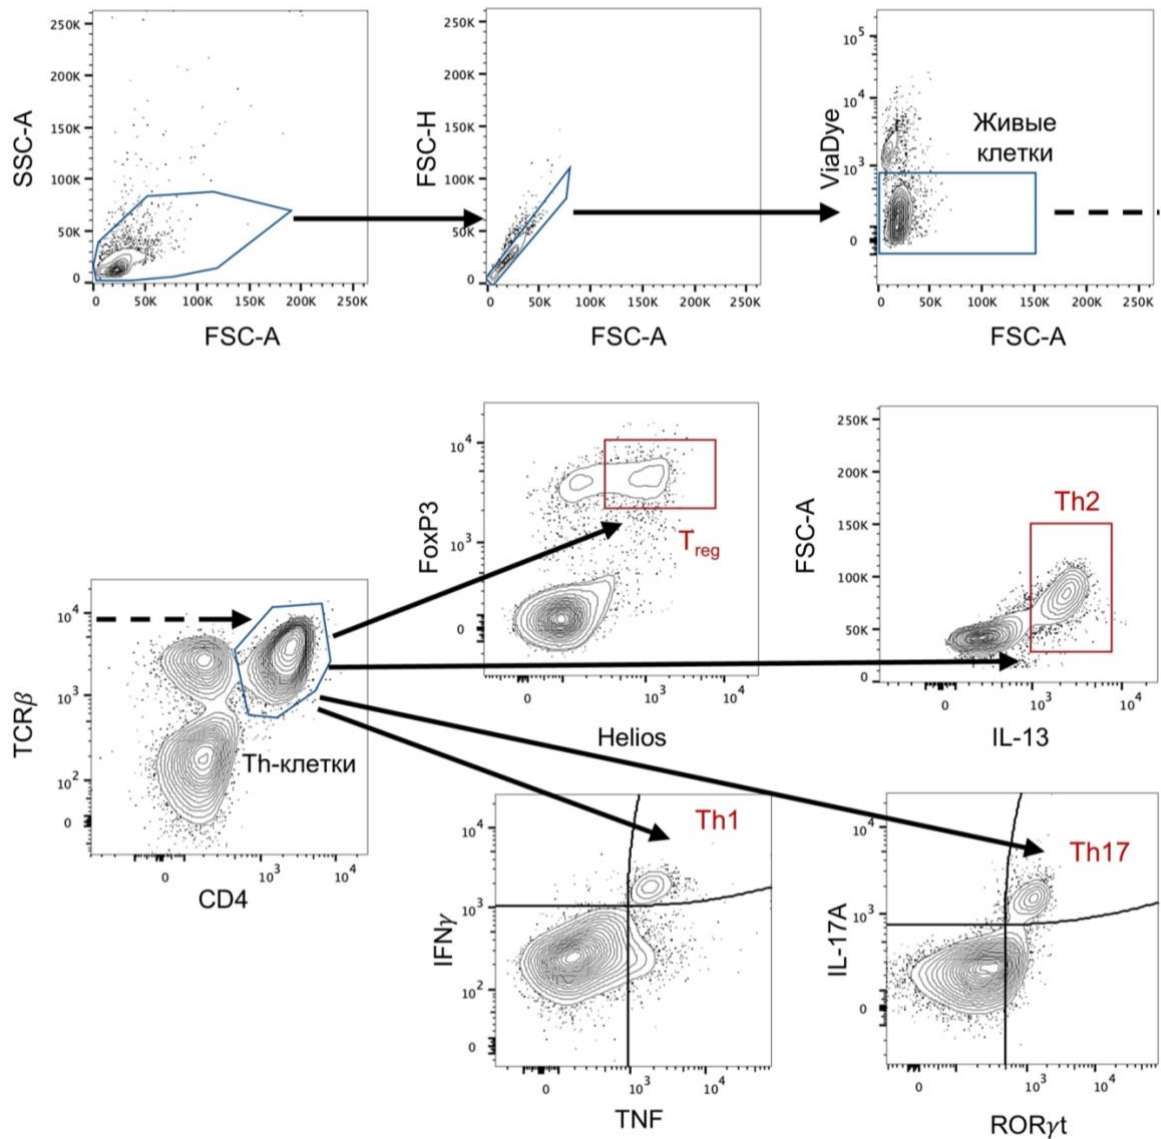 250K
200K
150K
100K
50K
0
SSC-A
0 50K 100K 150K 200K 250K
FSC-A
250K
200K
150K
100K
50K
0
FSC-H
0 50K 100K 150K 200K 250K
FSC-A
10^5
10^4
10^3
0
ViaDye
Живые
клетки
0 50K 100K 150K 200K 250K
FSC-A
10^4
10^3
10^2
0
TCRβ
Th-клетки
0 10^3 10^4
CD4
10^4
10^3
0
FoxP3
T_reg
0 10^3 10^4
Helios
250K
200K
150K
100K
50K
0
FSC-A
Th2
0 10^3 10^4
IL-13
10^4
10^3
10^2
0
IFNγ
Th1
0 10^3 10^4
TNF
10^4
10^3
0
IL-17A
Th17
0 10^3 10^4
RORγt